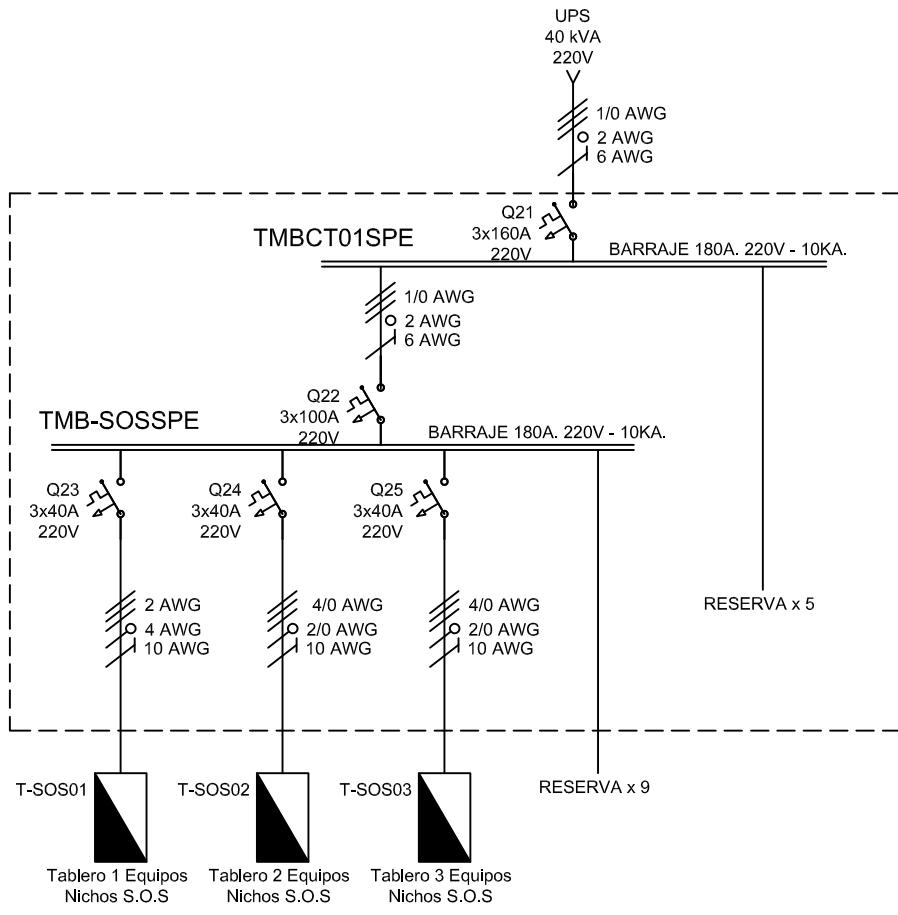 UPS
40 kVA
220V
1/0 AWG
2 AWG
6 AWG
Q21
3x160A
220V
TMBCT01SPE
BARRAJE 180A. 220V - 10KA.
1/0 AWG
2 AWG
6 AWG
Q22
3x100A
220V
TMB-SOSSPE
BARRAJE 180A. 220V - 10KA.
Q23
3x40A
220V
Q24
3x40A
220V
Q25
3x40A
220V
2 AWG
4 AWG
10 AWG
4/0 AWG
2/0 AWG
10 AWG
4/0 AWG
2/0 AWG
10 AWG
RESERVA x 5
T-SOS01
T-SOS02
T-SOS03
RESERVA x 9
Tablero 1 Equipos
Nichos S.O.S
Tablero 2 Equipos
Nichos S.O.S
Tablero 3 Equipos
Nichos S.O.S